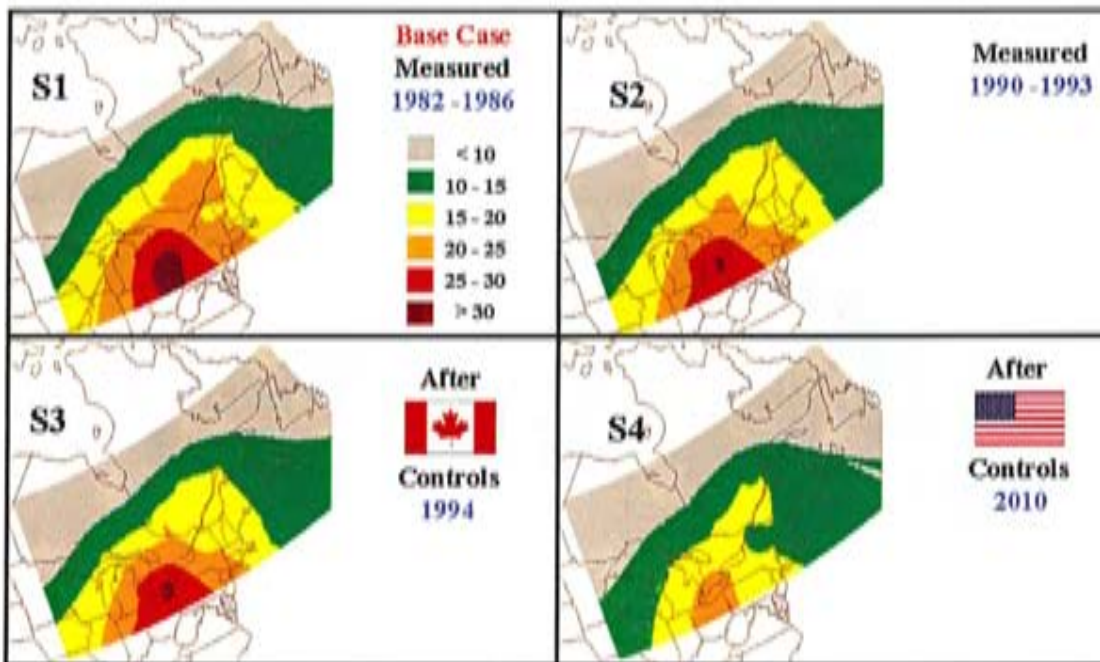 S1
Base Case
Measured
1982 -1986
< 10
10 - 15
15 - 20
20 - 25
25 - 30
> 30
S2
Measured
1990 -1993
S3
After
Controls
1994
S4
After
Controls
2010